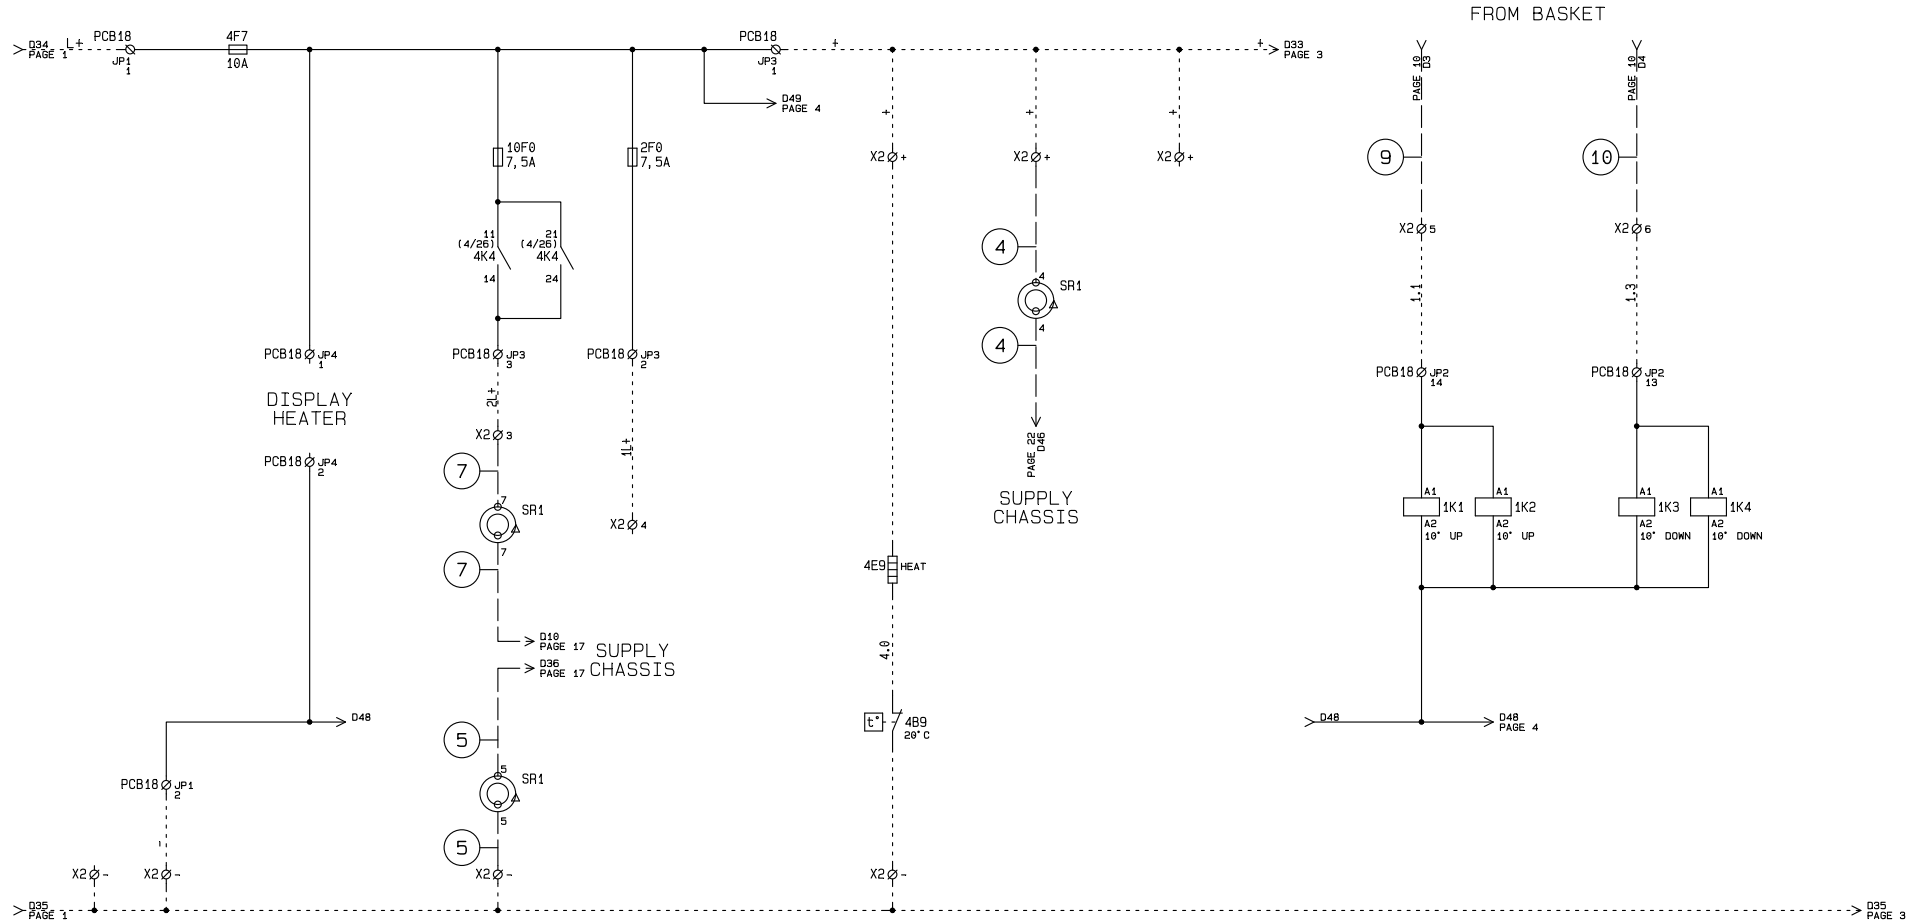 FROM BASKET
D34
PAGE 1
L+
PCB18
JP1
1
4F7
10A
PCB18
JP3
1
+
+
D33
PAGE 3
D49
PAGE 4
PAGE 10
D3
PAGE 10
D4
+
+
+
10F0
7,5A
2F0
7,5A
X2 +
X2 +
X2 +
9
10
X2 5
X2 6
11
(4/26)
4K4
14
21
(4/26)
4K4
24
4
4
SR1
4
4
1.1
1.3
PCB18 JP4
1
PCB18 JP3
3
PCB18 JP3
2
PCB18 JP2
14
PCB18 JP2
13
DISPLAY
HEATER
2L+
X2 3
1L+
PAGE 22
D46
PCB18 JP4
2
7
7
SR1
7
7
X2 4
SUPPLY
CHASSIS
A1
1K1
A2
10° UP
A1
1K2
A2
10° UP
A1
1K3
A2
10° DOWN
A1
1K4
A2
10° DOWN
4E9 HEAT
D10
PAGE 17
D36
PAGE 17
SUPPLY
CHASSIS
4.0
D48
t°
4B9
20°C
D48
D48
PAGE 4
5
5
SR1
5
5
PCB18 JP1
2
-
X2 -
X2 -
X2 -
X2 -
D35
PAGE 1
D35
PAGE 3